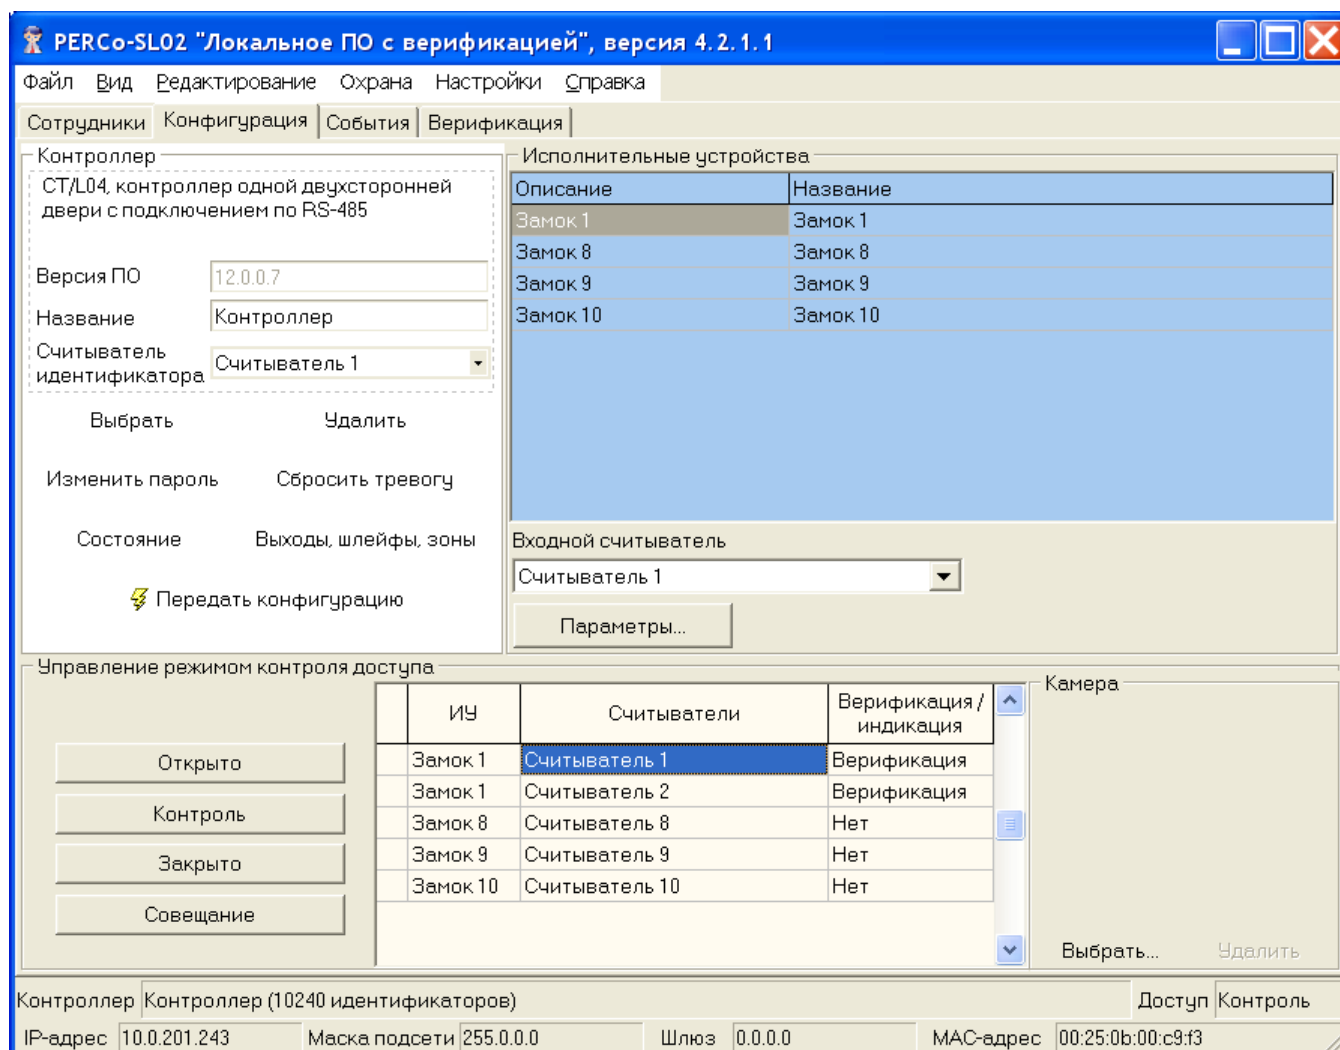 PERCo-SL02 "Локальное ПО с верификацией", версия 4.2.1.1
Файл Вид Редактирование Охрана Настройки Справка
Сотрудники Конфигурация События Верификация
Контроллер
CT/L04, контроллер одной двухсторонней
двери с подключением по RS-485
Версия ПО 12.0.0.7
Название Контроллер
Считыватель
идентификатора Считыватель 1
Выбрать Удалить
Изменить пароль Сбросить тревогу
Состояние Выходы, шлейфы, зоны
Передать конфигурацию
Исполнительные устройства
Описание Название
Замок 1 Замок 1
Замок 8 Замок 8
Замок 9 Замок 9
Замок 10 Замок 10
Входной считыватель
Считыватель 1
Параметры...
Управление режимом контроля доступа
Открыто
Контроль
Закрыто
Совещание
ИУ Считыватели Верификация /
индикация
Замок 1 Считыватель 1 Верификация
Замок 1 Считыватель 2 Верификация
Замок 8 Считыватель 8 Нет
Замок 9 Считыватель 9 Нет
Замок 10 Считыватель 10 Нет
Камера
Выбрать... Удалить
Контроллер Контроллер (10240 идентификаторов) Доступ Контроль
IP-адрес 10.0.201.243 Маска подсети 255.0.0.0 Шлюз 0.0.0.0 MAC-адрес 00:25:0b:00:c9:f3